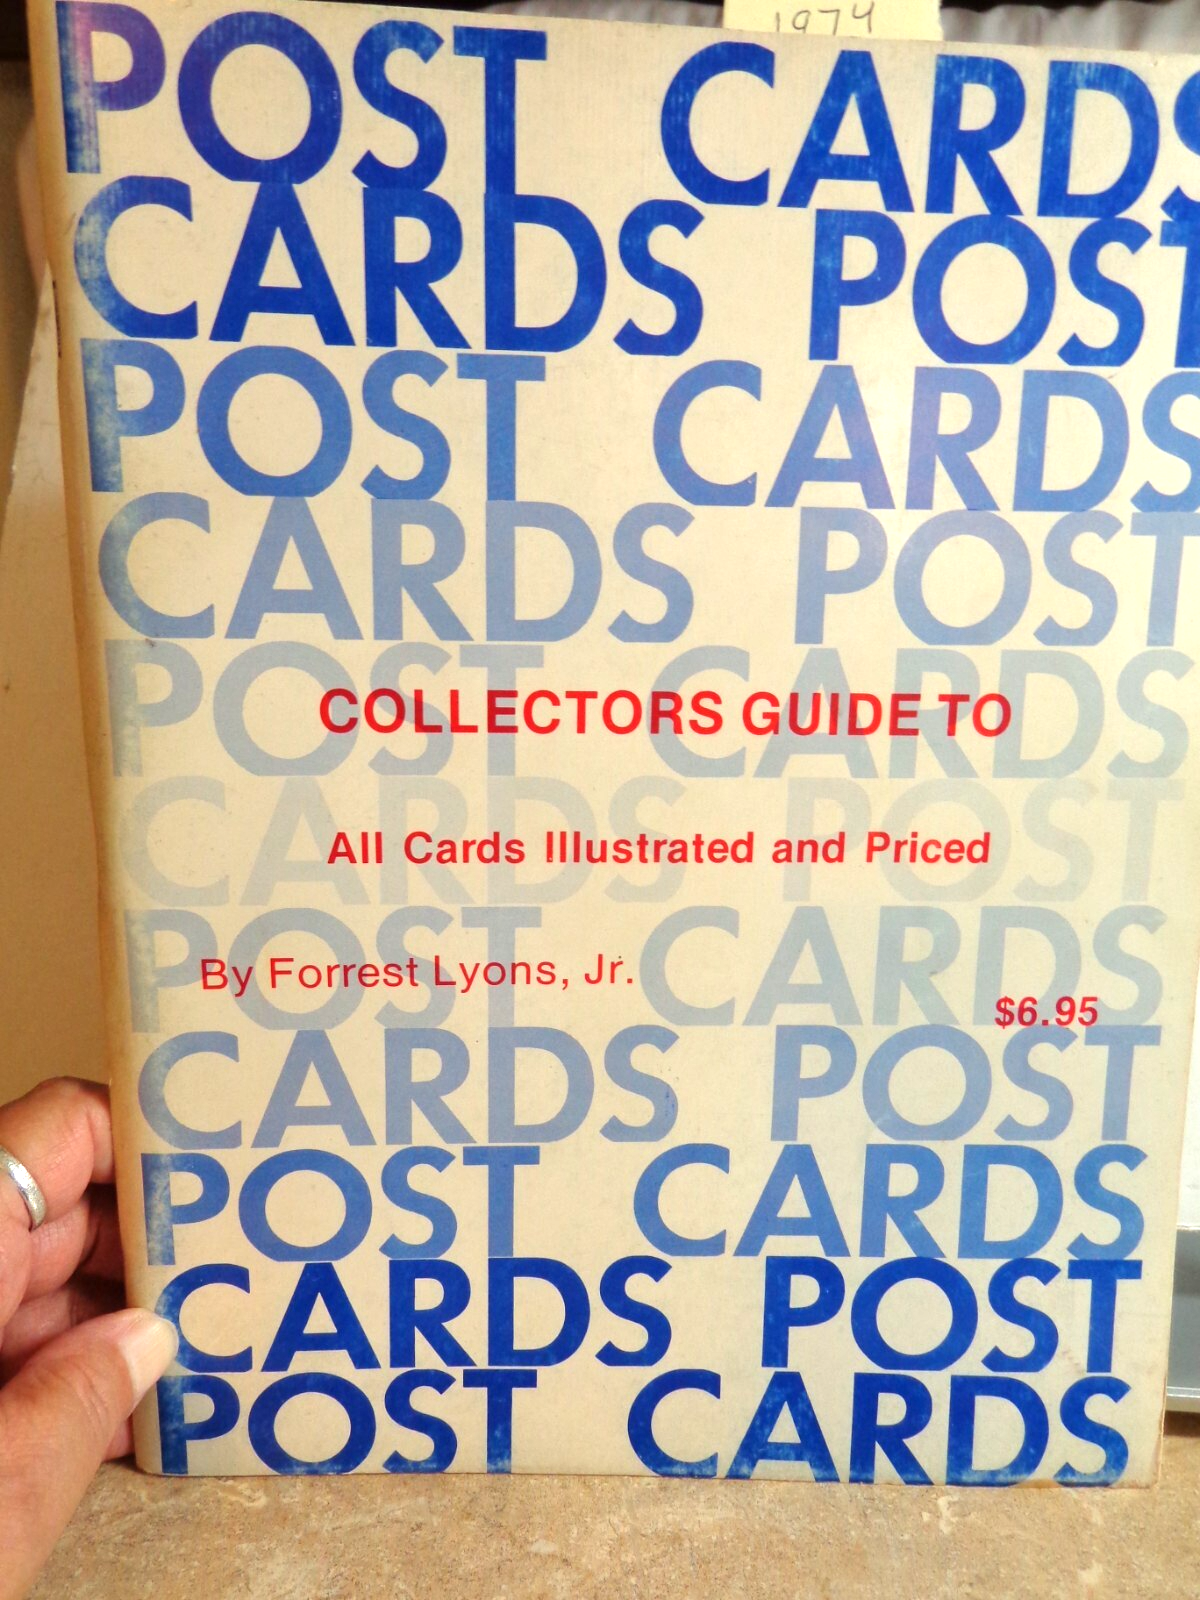 1974
POST CARDS
CARDS POST
POST CARDS
CARDS POST
POST CARDS
COLLECTORS GUIDE TO
CARDS POST
All Cards Illustrated and Priced
POST CARDS
By Forrest Lyons, Jr.
$6.95
CARDS POST
POST CARDS
CARDS POST
POST CARDS